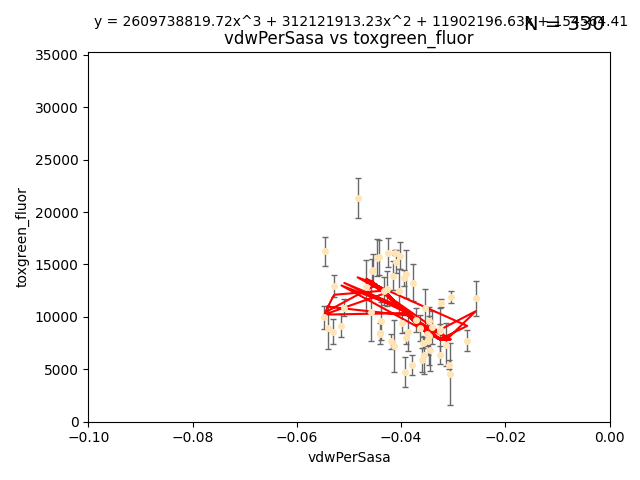 y = 2609738819.72x^3 + 312121913.23x^2 + 11902196.63x + 154564.41
N = 330
vdwPerSasa vs toxgreen_fluor
35000
30000
25000
20000
15000
10000
5000
0
toxgreen_fluor
−0.10
−0.08
−0.06
−0.04
−0.02
0.00
vdwPerSasa